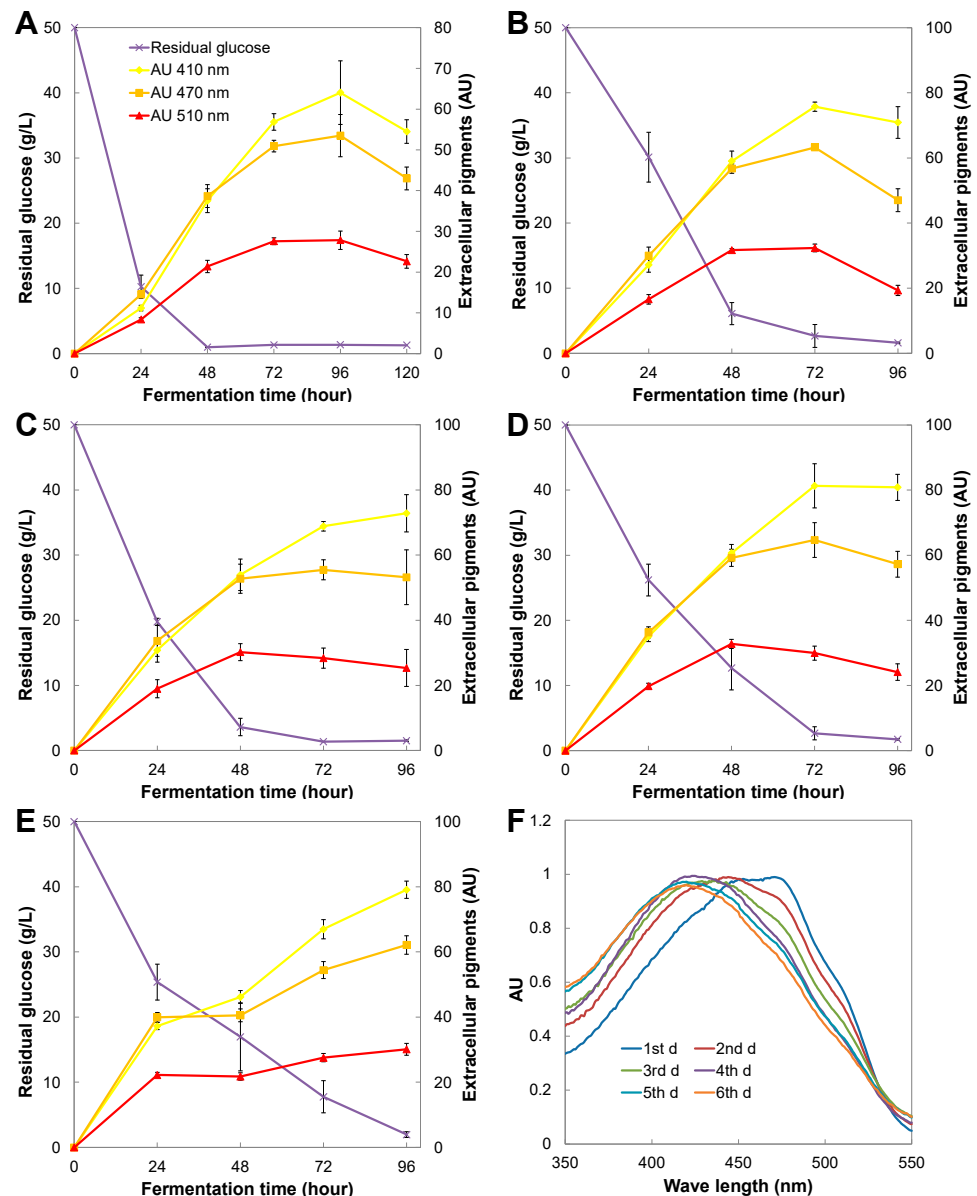 A
Residual glucose
AU 410 nm
AU 470 nm
AU 510 nm
50
40
30
20
10
0
80
70
60
50
40
30
20
10
0
0 24 48 72 96 120
Residual glucose (g/L)
Extracellular pigments (AU)
Fermentation time (hour)
B
50
40
30
20
10
0
100
80
60
40
20
0
0 24 48 72 96
Residual glucose (g/L)
Extracellular pigments (AU)
Fermentation time (hour)
C
50
40
30
20
10
0
100
80
60
40
20
0
0 24 48 72 96
Residual glucose (g/L)
Extracellular pigments (AU)
Fermentation time (hour)
D
50
40
30
20
10
0
100
80
60
40
20
0
0 24 48 72 96
Residual glucose (g/L)
Extracellular pigments (AU)
Fermentation time (hour)
E
50
40
30
20
10
0
100
80
60
40
20
0
0 24 48 72 96
Residual glucose (g/L)
Extracellular pigments (AU)
Fermentation time (hour)
F
1.2
1
0.8
0.6
0.4
0.2
0
AU
1st d 2nd d
3rd d 4th d
5th d 6th d
350 400 450 500 550
Wave length (nm)